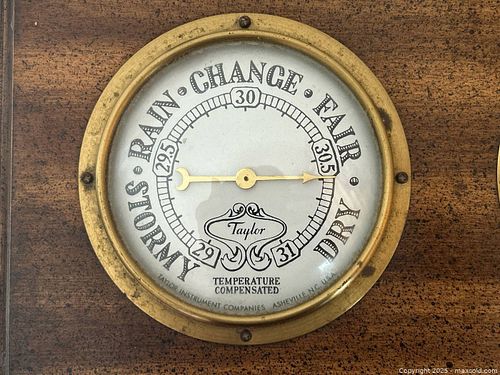 STORMY • RAIN • CHANGE • FAIR • DRY
29 29.5 30 30.5 31
Taylor
TEMPERATURE
COMPENSATED
TAYLOR INSTRUMENT COMPANIES ASHEVILLE N.C. U.S.A.
Copyright 2025 - maxsold.com